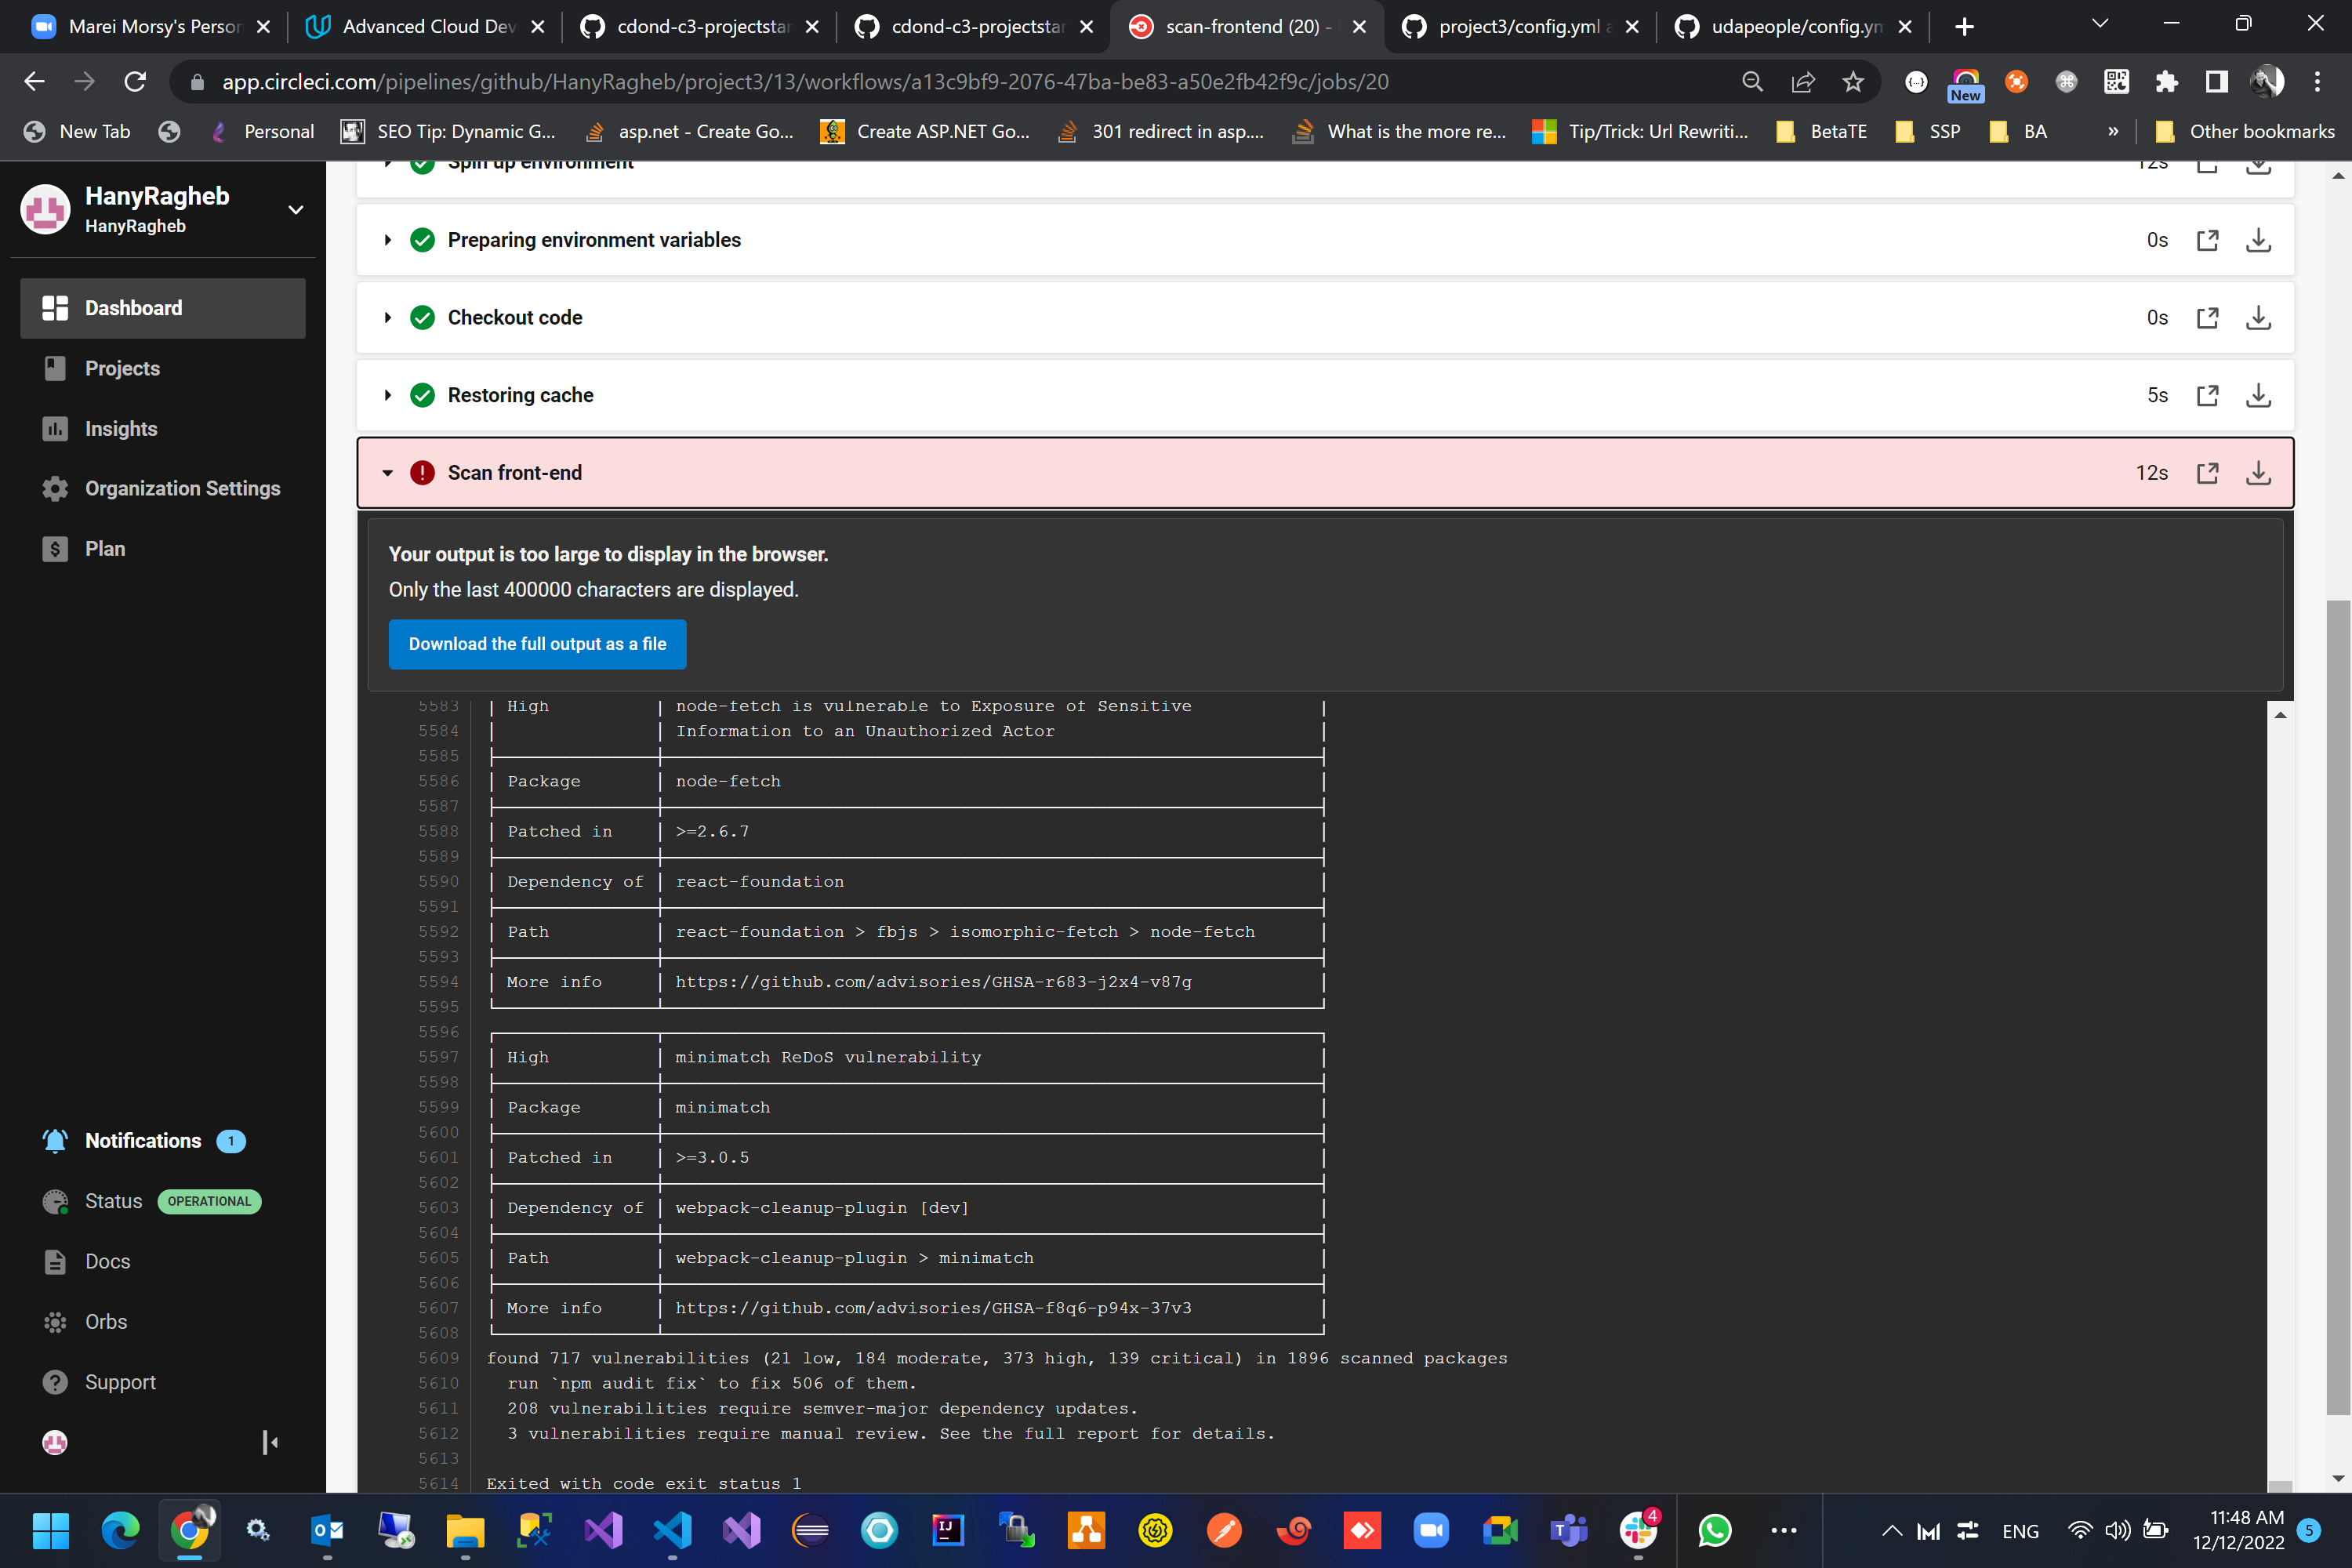 Marei Morsy's Person
Advanced Cloud Dev
cdond-c3-projectstar
cdond-c3-projectstar
scan-frontend (20) -
project3/config.yml a
udapeople/config.ym
app.circleci.com/pipelines/github/HanyRagheb/project3/13/workflows/a13c9bf9-2076-47ba-be83-a50e2fb42f9c/jobs/20
New
New Tab
Personal
SEO Tip: Dynamic G...
asp.net - Create Go...
Create ASP.NET Go...
301 redirect in asp....
What is the more re...
Tip/Trick: Url Rewriti...
BetaTE
SSP
BA
»
Other bookmarks
HanyRagheb
HanyRagheb
Dashboard
Projects
Insights
Organization Settings
Plan
Notifications 1
Status OPERATIONAL
Docs
Orbs
Support
Spin up environment 12s
Preparing environment variables 0s
Checkout code 0s
Restoring cache 5s
Scan front-end 12s
Your output is too large to display in the browser.
Only the last 400000 characters are displayed.
Download the full output as a file
5583 │ High │ node-fetch is vulnerable to Exposure of Sensitive │
5584 │ │ Information to an Unauthorized Actor │
5585
5586 │ Package │ node-fetch │
5587
5588 │ Patched in │ >=2.6.7 │
5589
5590 │ Dependency of │ react-foundation │
5591
5592 │ Path │ react-foundation > fbjs > isomorphic-fetch > node-fetch │
5593
5594 │ More info │ https://github.com/advisories/GHSA-r683-j2x4-v87g │
5595
5596
5597 │ High │ minimatch ReDoS vulnerability │
5598
5599 │ Package │ minimatch │
5600
5601 │ Patched in │ >=3.0.5 │
5602
5603 │ Dependency of │ webpack-cleanup-plugin [dev] │
5604
5605 │ Path │ webpack-cleanup-plugin > minimatch │
5606
5607 │ More info │ https://github.com/advisories/GHSA-f8q6-p94x-37v3 │
5608
5609 found 717 vulnerabilities (21 low, 184 moderate, 373 high, 139 critical) in 1896 scanned packages
5610 run `npm audit fix` to fix 506 of them.
5611 208 vulnerabilities require semver-major dependency updates.
5612 3 vulnerabilities require manual review. See the full report for details.
5613
5614 Exited with code exit status 1
4
ENG
11:48 AM
12/12/2022
5